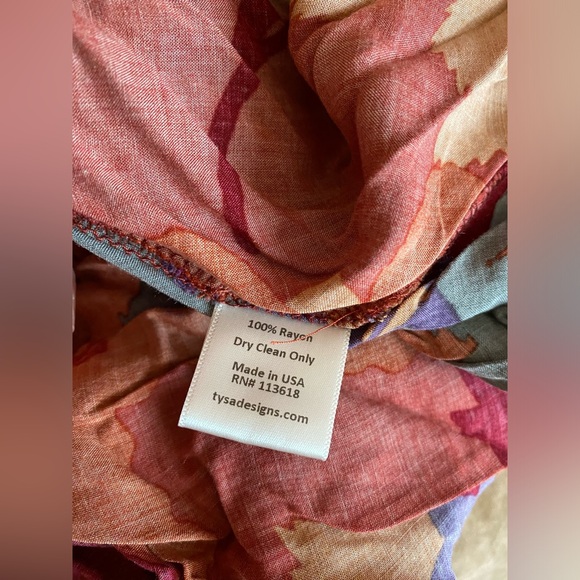 100% Rayon
Dry Clean Only
Made in USA
RN# 113618
tysadesigns.com